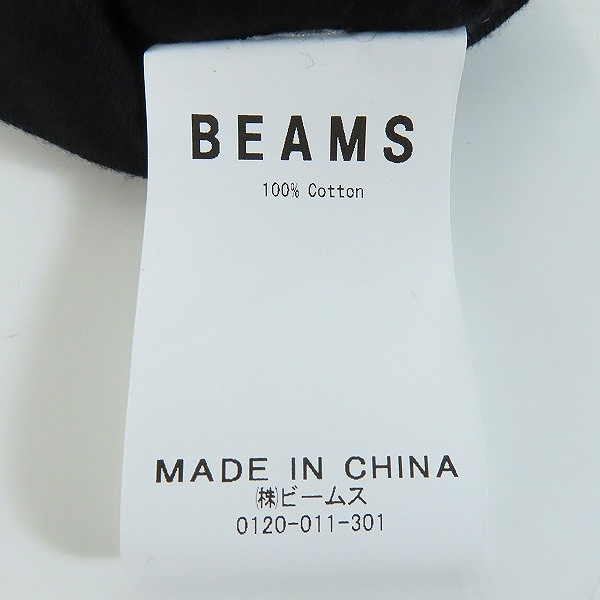 BEAMS
100% Cotton
MADE IN CHINA
㈱ビームス
0120-011-301